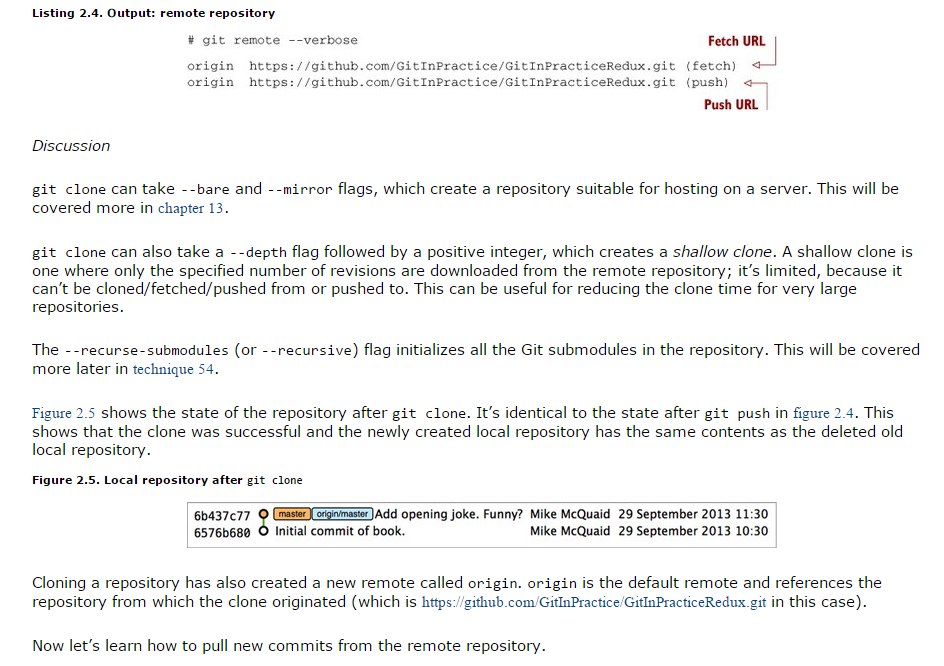 Listing 2.4. Output: remote repository
# git remote --verbose
Fetch URL
origin https://github.com/GitInPractice/GitInPracticeRedux.git (fetch)
origin https://github.com/GitInPractice/GitInPracticeRedux.git (push)
Push URL
Discussion
git clone can take --bare and --mirror flags, which create a repository suitable for hosting on a server. This will be
covered more in chapter 13.
git clone can also take a --depth flag followed by a positive integer, which creates a shallow clone. A shallow clone is
one where only the specified number of revisions are downloaded from the remote repository; it's limited, because it
can't be cloned/fetched/pushed from or pushed to. This can be useful for reducing the clone time for very large
repositories.
The --recurse-submodules (or --recursive) flag initializes all the Git submodules in the repository. This will be covered
more later in technique 54.
Figure 2.5 shows the state of the repository after git clone. It's identical to the state after git push in figure 2.4. This
shows that the clone was successful and the newly created local repository has the same contents as the deleted old
local repository.
Figure 2.5. Local repository after git clone
6b437c77 master origin/master Add opening joke. Funny? Mike McQuaid 29 September 2013 11:30
6576b680 Initial commit of book. Mike McQuaid 29 September 2013 10:30
Cloning a repository has also created a new remote called origin. origin is the default remote and references the
repository from which the clone originated (which is https://github.com/GitInPractice/GitInPracticeRedux.git in this case).
Now let's learn how to pull new commits from the remote repository.